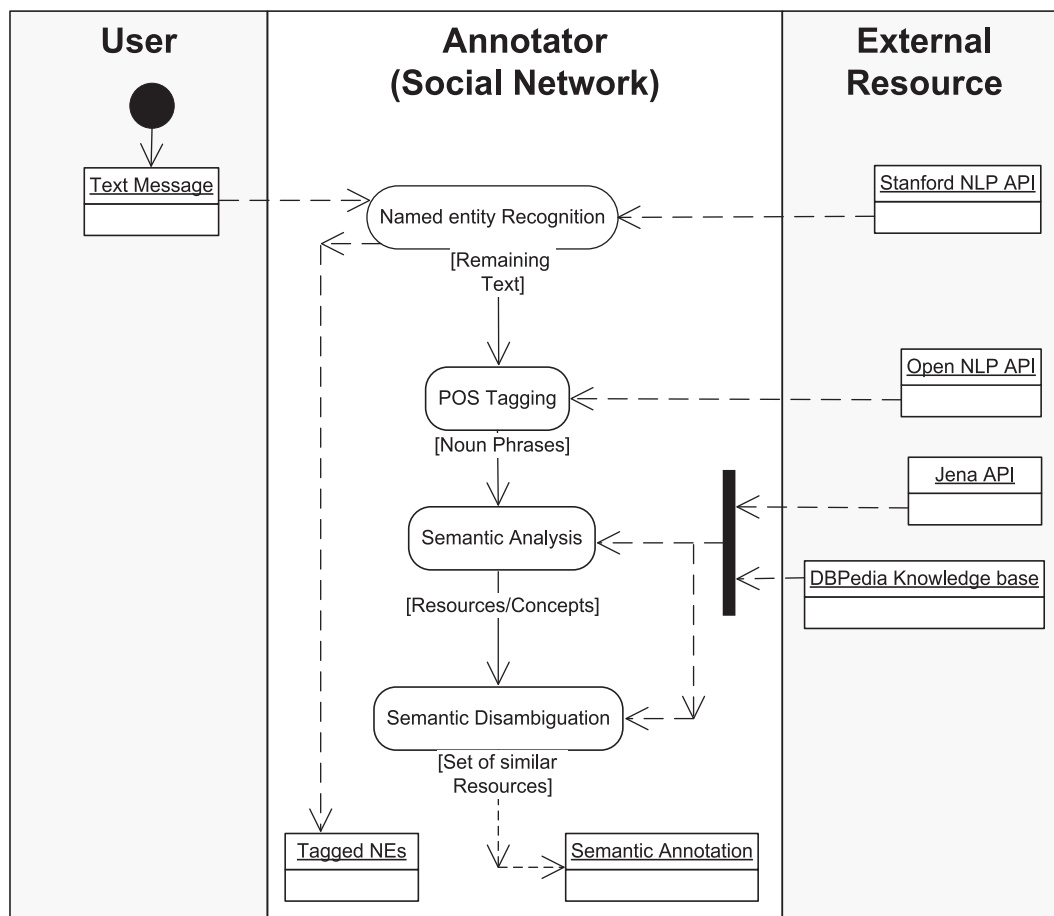 User
Annotator
(Social Network)
External
Resource
Text Message
Stanford NLP API
Named entity Recognition
[Remaining
Text]
Open NLP API
POS Tagging
[Noun Phrases]
Jena API
Semantic Analysis
DBPedia Knowledge base
[Resources/Concepts]
Semantic Disambiguation
[Set of similar
Resources]
Tagged NEs
Semantic Annotation